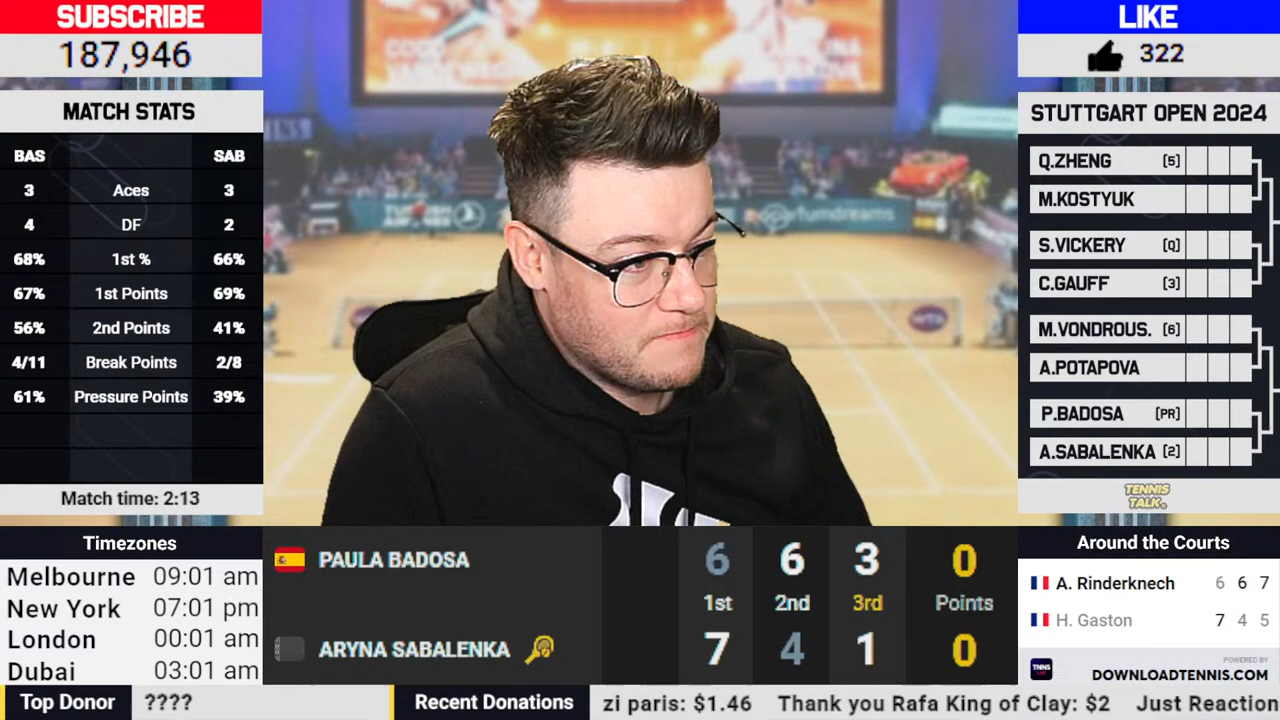 SUBSCRIBE
187,946
MATCH STATS
BAS SAB
3 Aces 3
4 DF 2
68% 1st % 66%
67% 1st Points 69%
56% 2nd Points 41%
4/11 Break Points 2/8
61% Pressure Points 39%
Match time: 2:13
LIKE
322
STUTTGART OPEN 2024
Q.ZHENG [5]
M.KOSTYUK
S.VICKERY [Q]
C.GAUFF [3]
M.VONDROUS. [6]
A.POTAPOVA
P.BADOSA [PR]
A.SABALENKA [2]
TENNIS
TALK.
Timezones
Melbourne 09:01 am
New York 07:01 pm
London 00:01 am
Dubai 03:01 am
PAULA BADOSA 6 6 3 0
1st 2nd 3rd Points
ARYNA SABALENKA 7 4 1 0
Around the Courts
A. Rinderknech 6 6 7
H. Gaston 7 4 5
POWERED BY
DOWNLOADTENNIS.COM
Top Donor ???? Recent Donations zi paris: $1.46 Thank you Rafa King of Clay: $2 Just Reaction